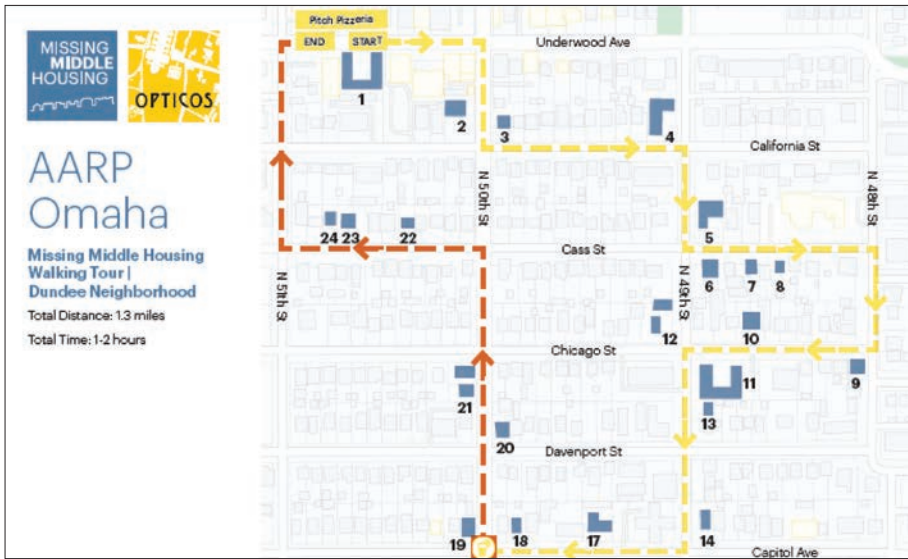 MISSING
MIDDLE
HOUSING
OPTICOS
AARP
Omaha
Missing Middle Housing
Walking Tour |
Dundee Neighborhood
Total Distance: 1.3 miles
Total Time: 1-2 hours
Pitch Pizzeria
END START
Underwood Ave
1
2
3
4
California St
N 50th St
N 48th St
24 23 22
5
Cass St
N 51th St
N 49th St
6 7 8
12
10
Chicago St
21
11
9
13
20
Davenport St
19 18 17 14
Capitol Ave